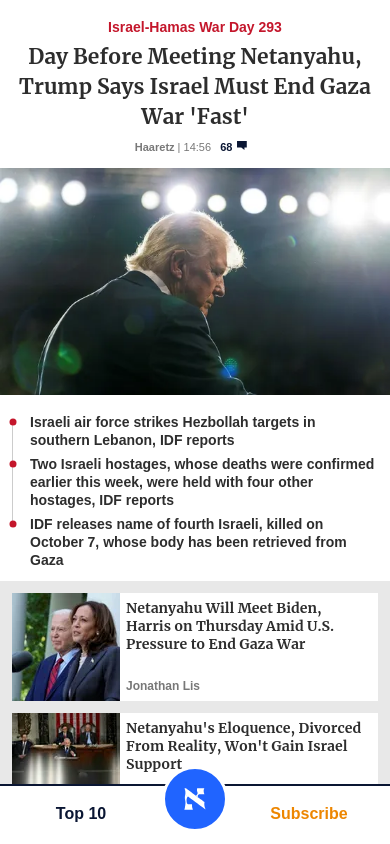 Israel-Hamas War Day 293
Day Before Meeting Netanyahu,
Trump Says Israel Must End Gaza
War 'Fast'
Haaretz | 14:56 68
Israeli air force strikes Hezbollah targets in
southern Lebanon, IDF reports
Two Israeli hostages, whose deaths were confirmed
earlier this week, were held with four other
hostages, IDF reports
IDF releases name of fourth Israeli, killed on
October 7, whose body has been retrieved from
Gaza
Netanyahu Will Meet Biden,
Harris on Thursday Amid U.S.
Pressure to End Gaza War
Jonathan Lis
Netanyahu's Eloquence, Divorced
From Reality, Won't Gain Israel
Support
Top 10
Subscribe